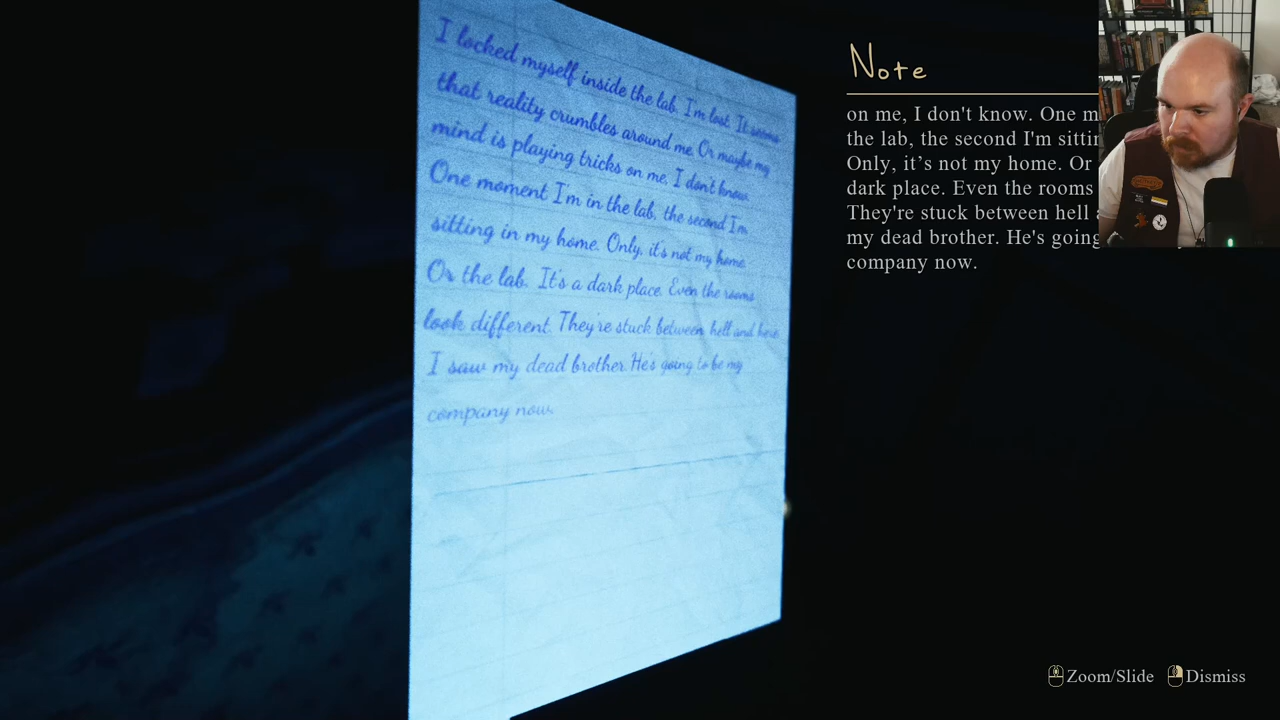 I locked myself inside the lab. I'm lost. It seems
that reality crumbles around me. Or maybe my
mind is playing tricks on me. I don't know.
One moment I'm in the lab, the second I'm
sitting in my home. Only, it's not my home.
Or the lab. It's a dark place. Even the rooms
look different. They're stuck between hell and here.
I saw my dead brother. He's going to be my
company now.
Note
on me, I don't know. One m
the lab, the second I'm sittin
Only, it's not my home. Or
dark place. Even the rooms
They're stuck between hell
my dead brother. He's going
company now.
Zoom/Slide Dismiss